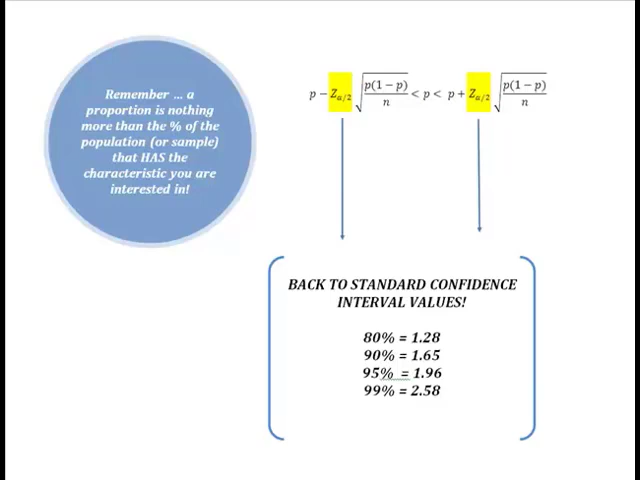 Remember ... a
proportion is nothing
more than the % of the
population (or sample)
that HAS the
characteristic you are
interested in!
p − Zα/2 √(p(1−p)/n) < p < p + Zα/2 √(p(1−p)/n)
BACK TO STANDARD CONFIDENCE
INTERVAL VALUES!
80% = 1.28
90% = 1.65
95% = 1.96
99% = 2.58